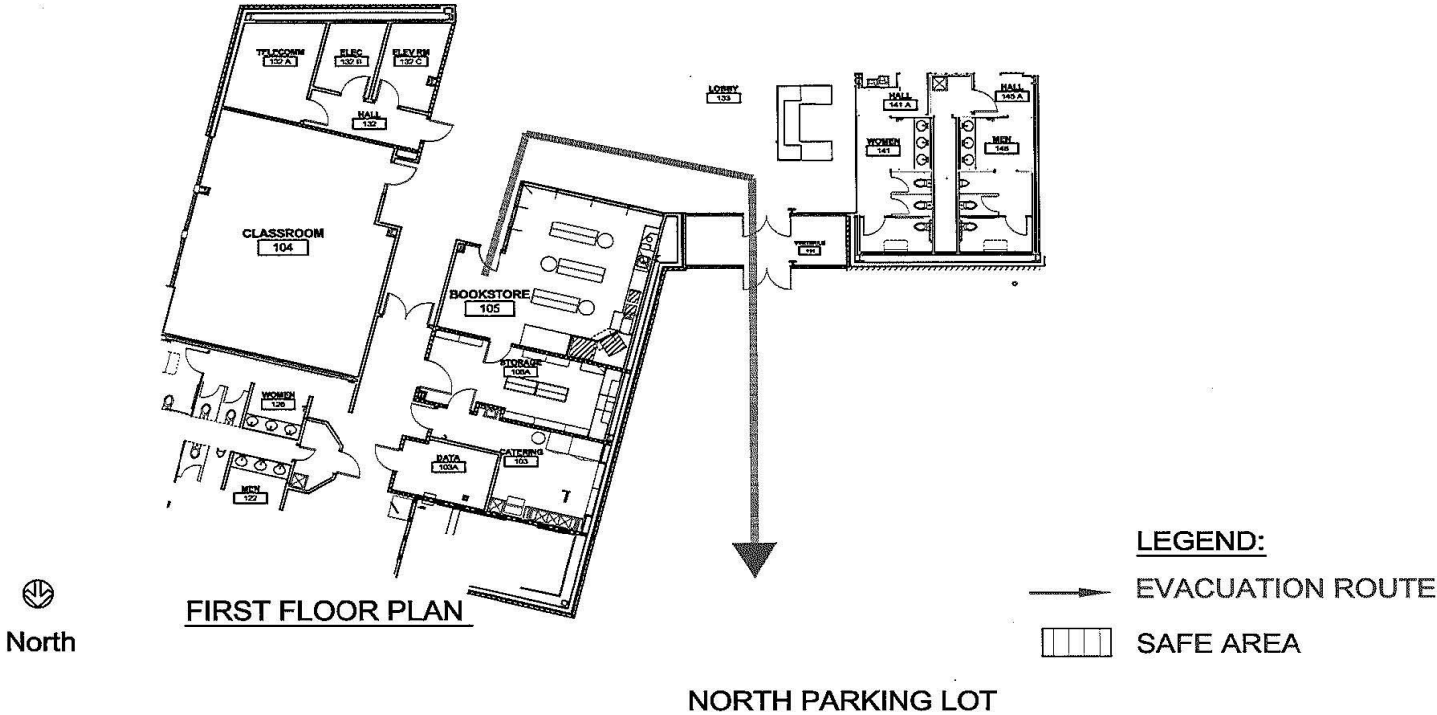 TELECOMM
132 A
ELEC
132 B
ELEV RM
132 C
HALL
132
LOBBY
133
HALL
141 A
HALL
145 A
WOMEN
141
MEN
145
CLASSROOM
104
BOOKSTORE
105
STORAGE
WOMEN
126
DATA
103A
CATERING
103
MEN
122
LEGEND:
EVACUATION ROUTE
SAFE AREA
FIRST FLOOR PLAN
North
NORTH PARKING LOT